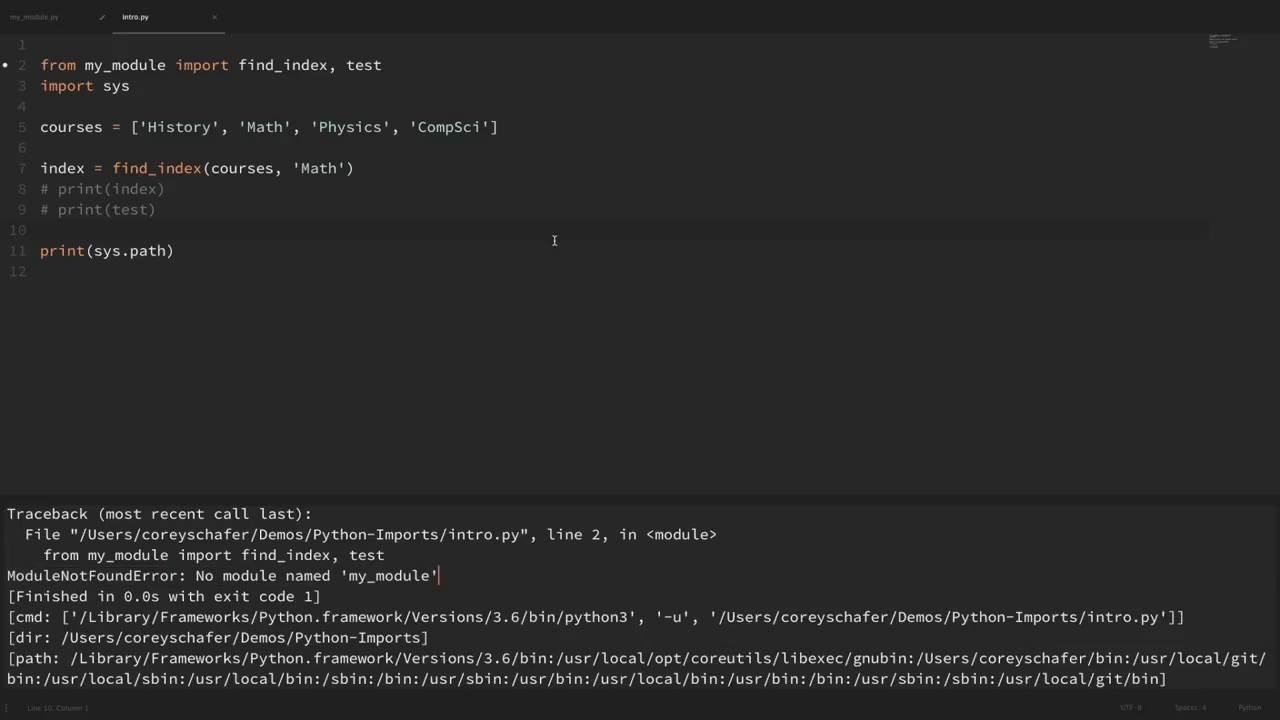 my_module.py
intro.py
1
2 from my_module import find_index, test
3 import sys
4
5 courses = ['History', 'Math', 'Physics', 'CompSci']
6
7 index = find_index(courses, 'Math')
8 # print(index)
9 # print(test)
10
11 print(sys.path)
12
Traceback (most recent call last):
File "/Users/coreyschafer/Demos/Python-Imports/intro.py", line 2, in <module>
from my_module import find_index, test
ModuleNotFoundError: No module named 'my_module'
[Finished in 0.0s with exit code 1]
[cmd: ['/Library/Frameworks/Python.framework/Versions/3.6/bin/python3', '-u', '/Users/coreyschafer/Demos/Python-Imports/intro.py']]
[dir: /Users/coreyschafer/Demos/Python-Imports]
[path: /Library/Frameworks/Python.framework/Versions/3.6/bin:/usr/local/opt/coreutils/libexec/gnubin:/Users/coreyschafer/bin:/usr/local/git/
bin:/usr/local/sbin:/usr/local/bin:/sbin:/bin:/usr/sbin:/usr/bin:/usr/local/bin:/usr/bin:/bin:/usr/sbin:/sbin:/usr/local/git/bin]
Line 10, Column 1
UTF-8
Spaces: 4
Python